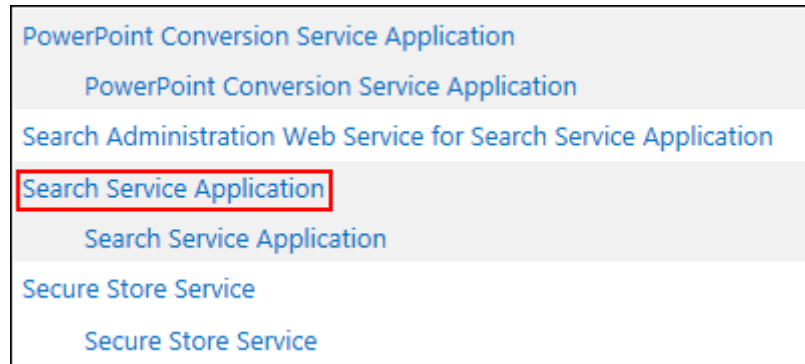 PowerPoint Conversion Service Application
PowerPoint Conversion Service Application
Search Administration Web Service for Search Service Application
Search Service Application
Search Service Application
Secure Store Service
Secure Store Service